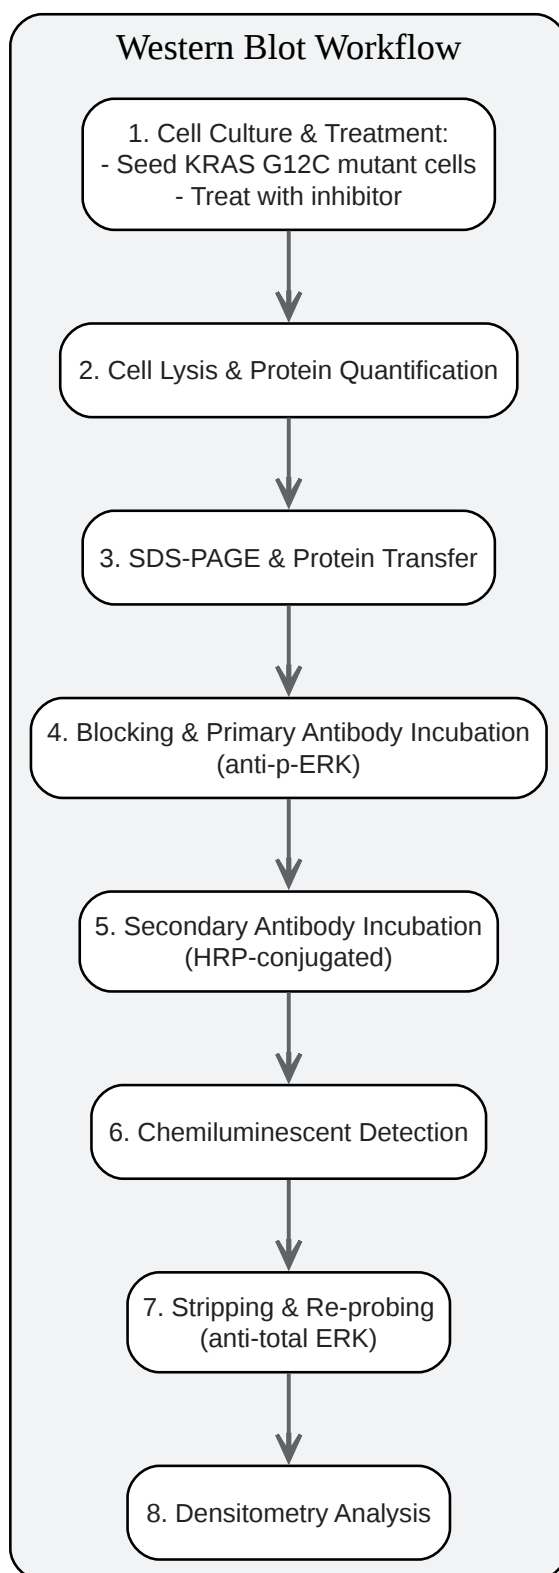 Western Blot Workflow
1. Cell Culture & Treatment:
- Seed KRAS G12C mutant cells
- Treat with inhibitor
2. Cell Lysis & Protein Quantification
3. SDS-PAGE & Protein Transfer
4. Blocking & Primary Antibody Incubation
(anti-p-ERK)
5. Secondary Antibody Incubation
(HRP-conjugated)
6. Chemiluminescent Detection
7. Stripping & Re-probing
(anti-total ERK)
8. Densitometry Analysis